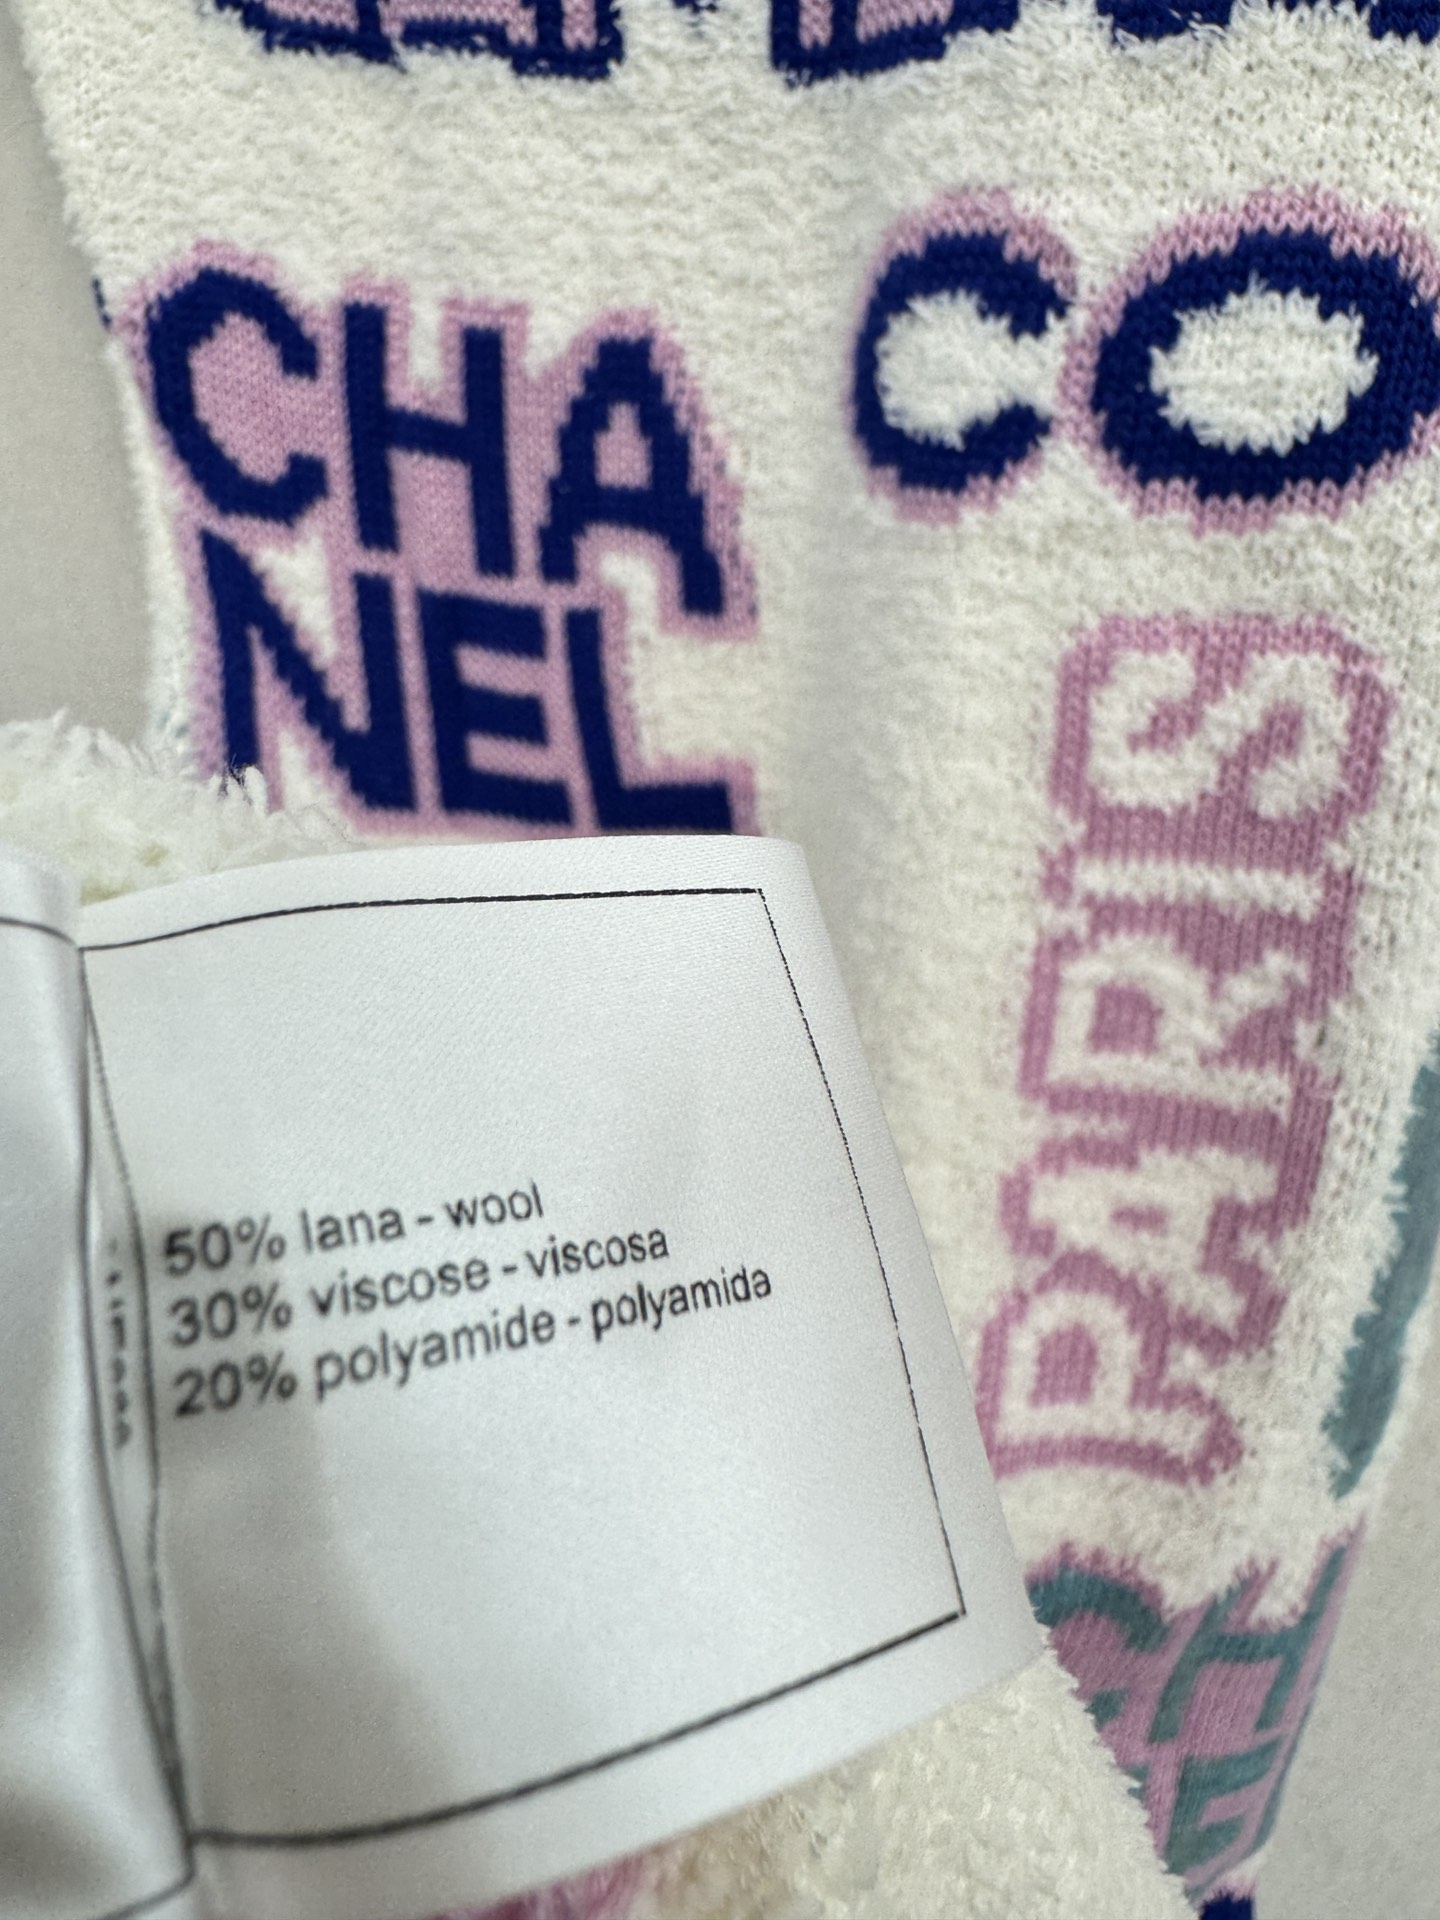 CHA
NEL
CO
PARIS
50% lana - wool
30% viscose - viscosa
20% polyamide - polyamida